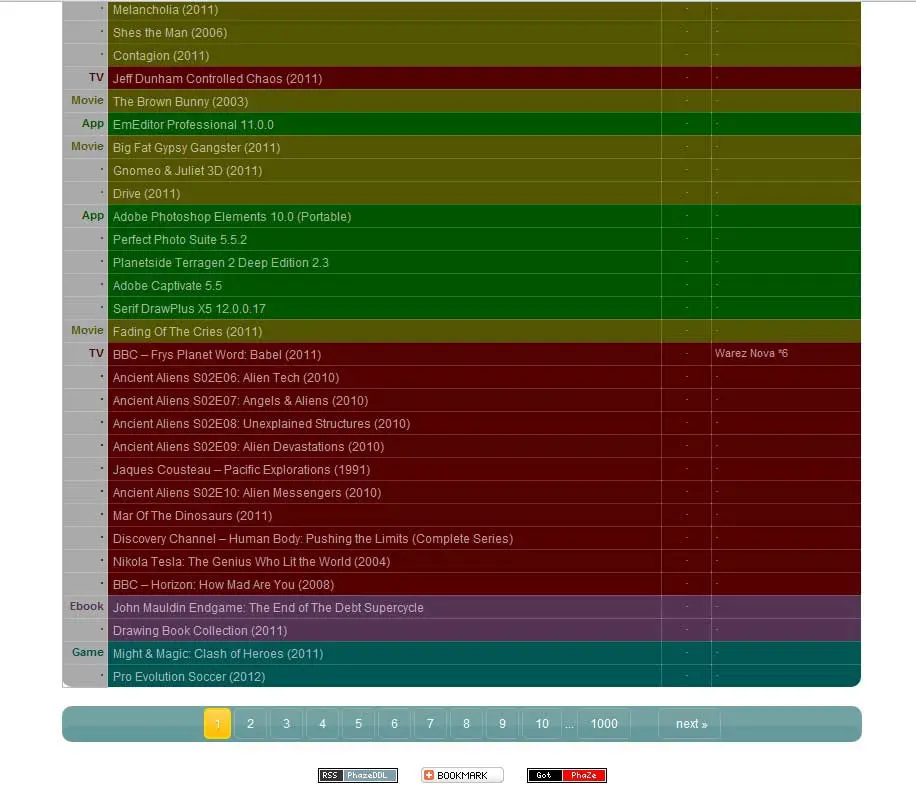 Melancholia (2011) - -
Shes the Man (2006) - -
Contagion (2011) - -
TV Jeff Dunham Controlled Chaos (2011) - -
Movie The Brown Bunny (2003) - -
App EmEditor Professional 11.0.0 - -
Movie Big Fat Gypsy Gangster (2011) - -
Gnomeo & Juliet 3D (2011) - -
Drive (2011) - -
App Adobe Photoshop Elements 10.0 (Portable) - -
Perfect Photo Suite 5.5.2 - -
Planetside Terragen 2 Deep Edition 2.3 - -
Adobe Captivate 5.5 - -
Serif DrawPlus X5 12.0.0.17 - -
Movie Fading Of The Cries (2011) - -
TV BBC – Frys Planet Word: Babel (2011) - Warez Nova *6
Ancient Aliens S02E06: Alien Tech (2010) - -
Ancient Aliens S02E07: Angels & Aliens (2010) - -
Ancient Aliens S02E08: Unexplained Structures (2010) - -
Ancient Aliens S02E09: Alien Devastations (2010) - -
Jaques Cousteau – Pacific Explorations (1991) - -
Ancient Aliens S02E10: Alien Messengers (2010) - -
Mar Of The Dinosaurs (2011) - -
Discovery Channel – Human Body: Pushing the Limits (Complete Series) - -
Nikola Tesla: The Genius Who Lit the World (2004) - -
BBC – Horizon: How Mad Are You (2008) - -
Ebook John Mauldin Endgame: The End of The Debt Supercycle - -
Drawing Book Collection (2011) - -
Game Might & Magic: Clash of Heroes (2011) - -
Pro Evolution Soccer (2012) - -
1 2 3 4 5 6 7 8 9 10 ... 1000 next »
RSS PhazeDDL BOOKMARK Got PhaZe